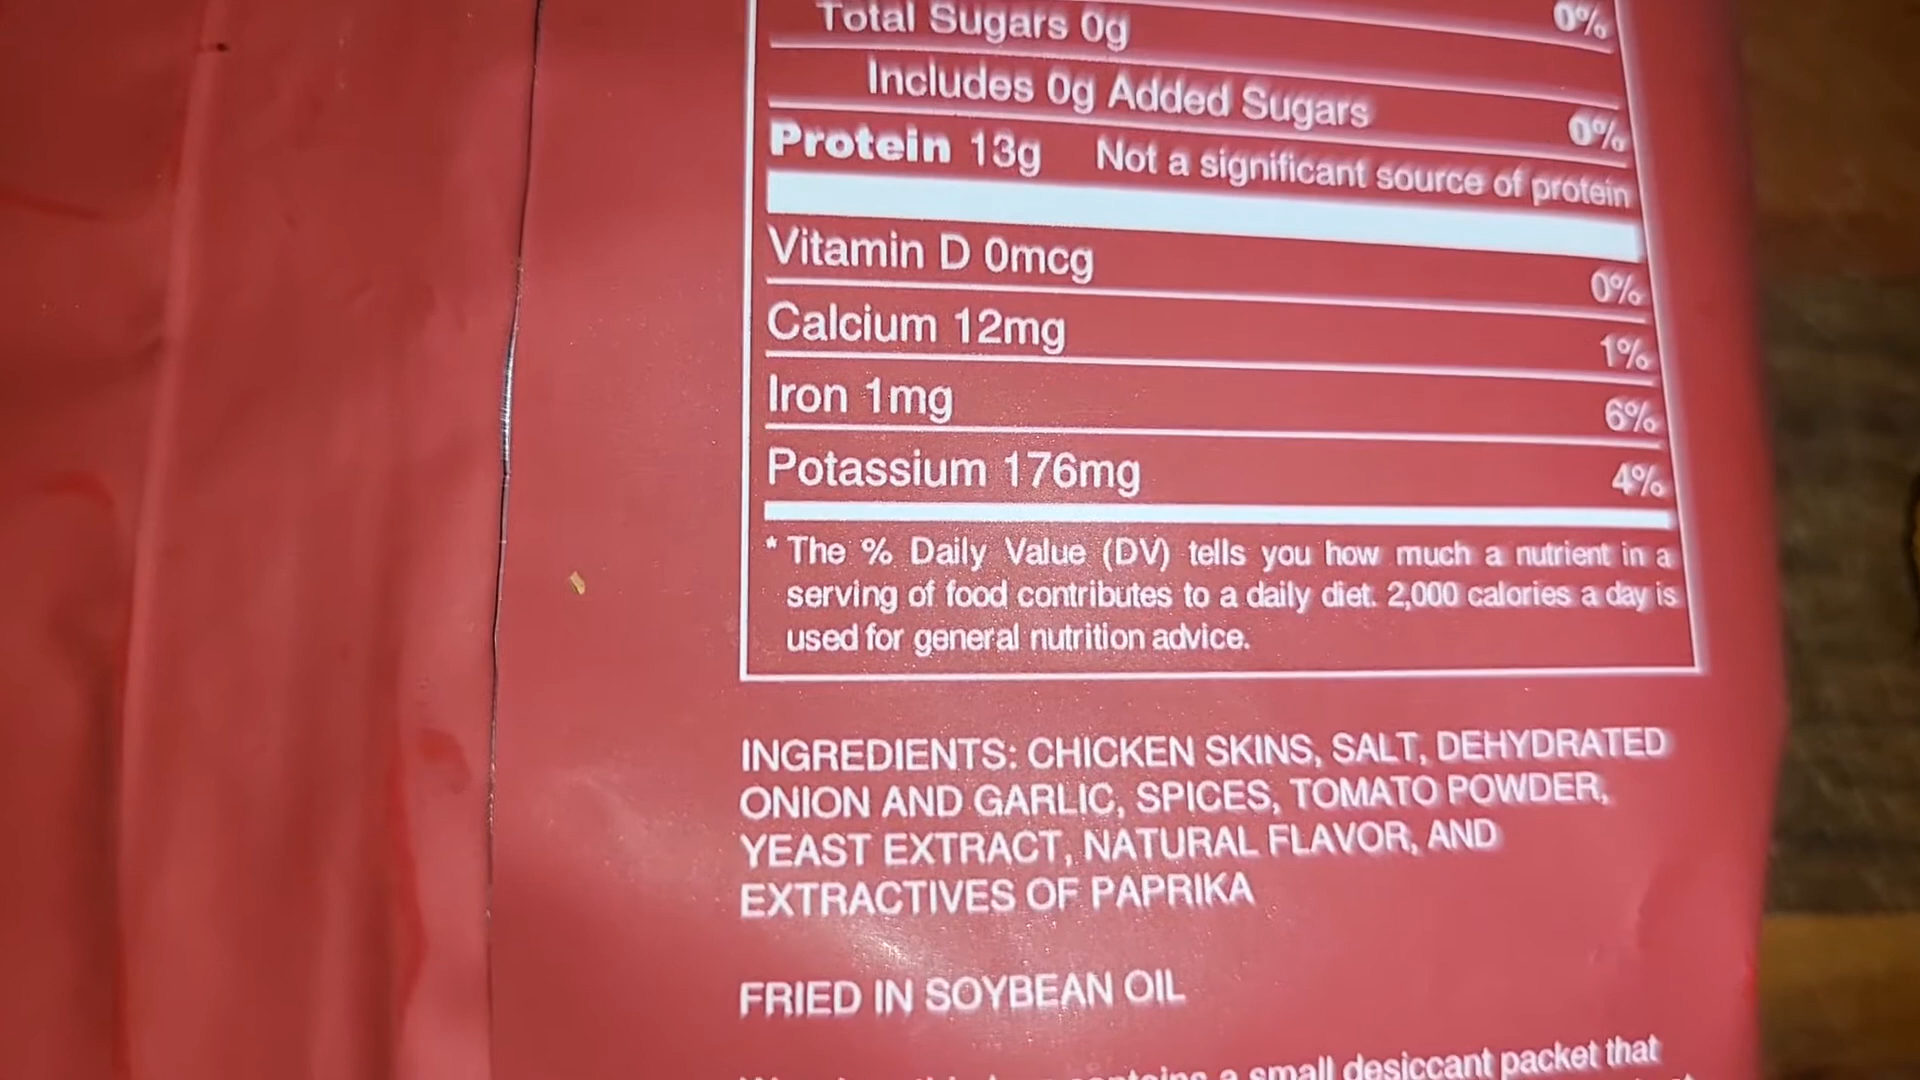 Total Sugars 0g 0%
Includes 0g Added Sugars 0%
Protein 13g Not a significant source of protein
Vitamin D 0mcg 0%
Calcium 12mg 1%
Iron 1mg 6%
Potassium 176mg 4%
* The % Daily Value (DV) tells you how much a nutrient in a
serving of food contributes to a daily diet. 2,000 calories a day is
used for general nutrition advice.
INGREDIENTS: CHICKEN SKINS, SALT, DEHYDRATED
ONION AND GARLIC, SPICES, TOMATO POWDER,
YEAST EXTRACT, NATURAL FLAVOR, AND
EXTRACTIVES OF PAPRIKA
FRIED IN SOYBEAN OIL
a small desiccant packet that